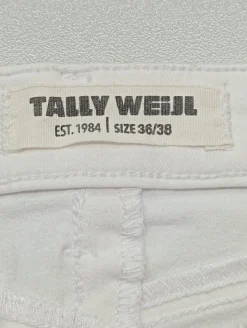 TALLY WEIJL
EST. 1984 | SIZE 36/38